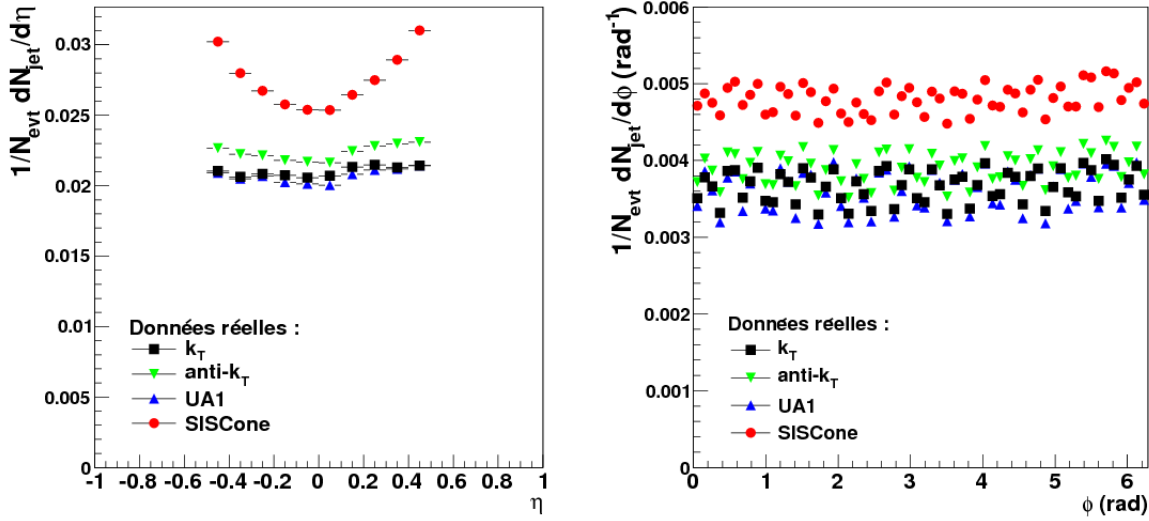 1/N_evt dN_jet/dη
0.03
0.025
0.02
0.015
0.01
0.005
0
-1 -0.8 -0.6 -0.4 -0.2 0 0.2 0.4 0.6 0.8 1
η
Données réelles :
k_T
anti-k_T
UA1
SISCone
1/N_evt dN_jet/dφ (rad^-1)
0.006
0.005
0.004
0.003
0.002
0.001
0
0 1 2 3 4 5 6
φ (rad)
Données réelles :
k_T
anti-k_T
UA1
SISCone